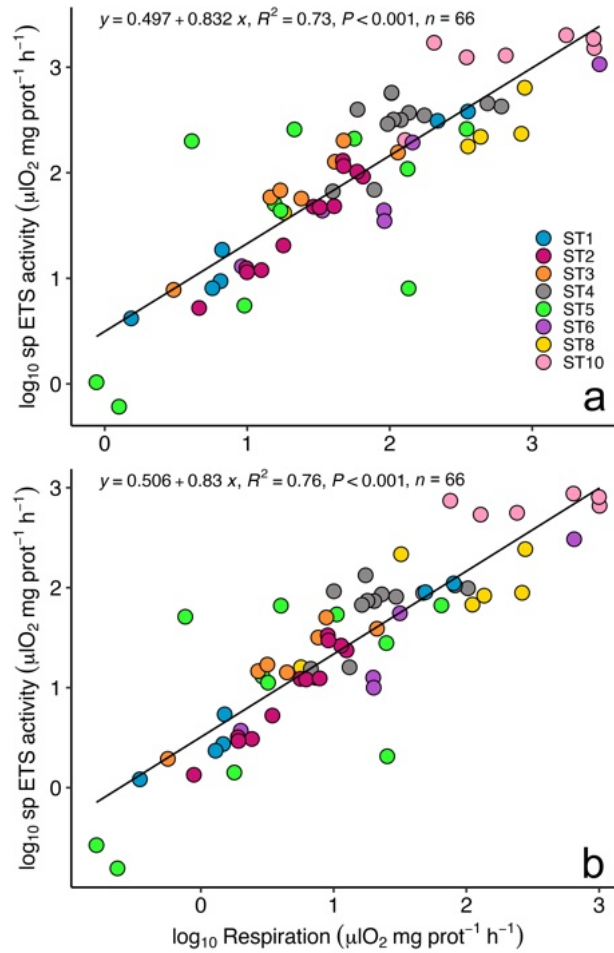 y = 0.497 + 0.832 x, R² = 0.73, P < 0.001, n = 66
a
log₁₀ sp ETS activity (µlO₂ mg prot⁻¹ h⁻¹)
3
2
1
0
ST1
ST2
ST3
ST4
ST5
ST6
ST8
ST10
0 1 2 3
y = 0.506 + 0.83 x, R² = 0.76, P < 0.001, n = 66
b
log₁₀ sp ETS activity (µlO₂ mg prot⁻¹ h⁻¹)
3
2
1
0
0 1 2 3
log₁₀ Respiration (µlO₂ mg prot⁻¹ h⁻¹)